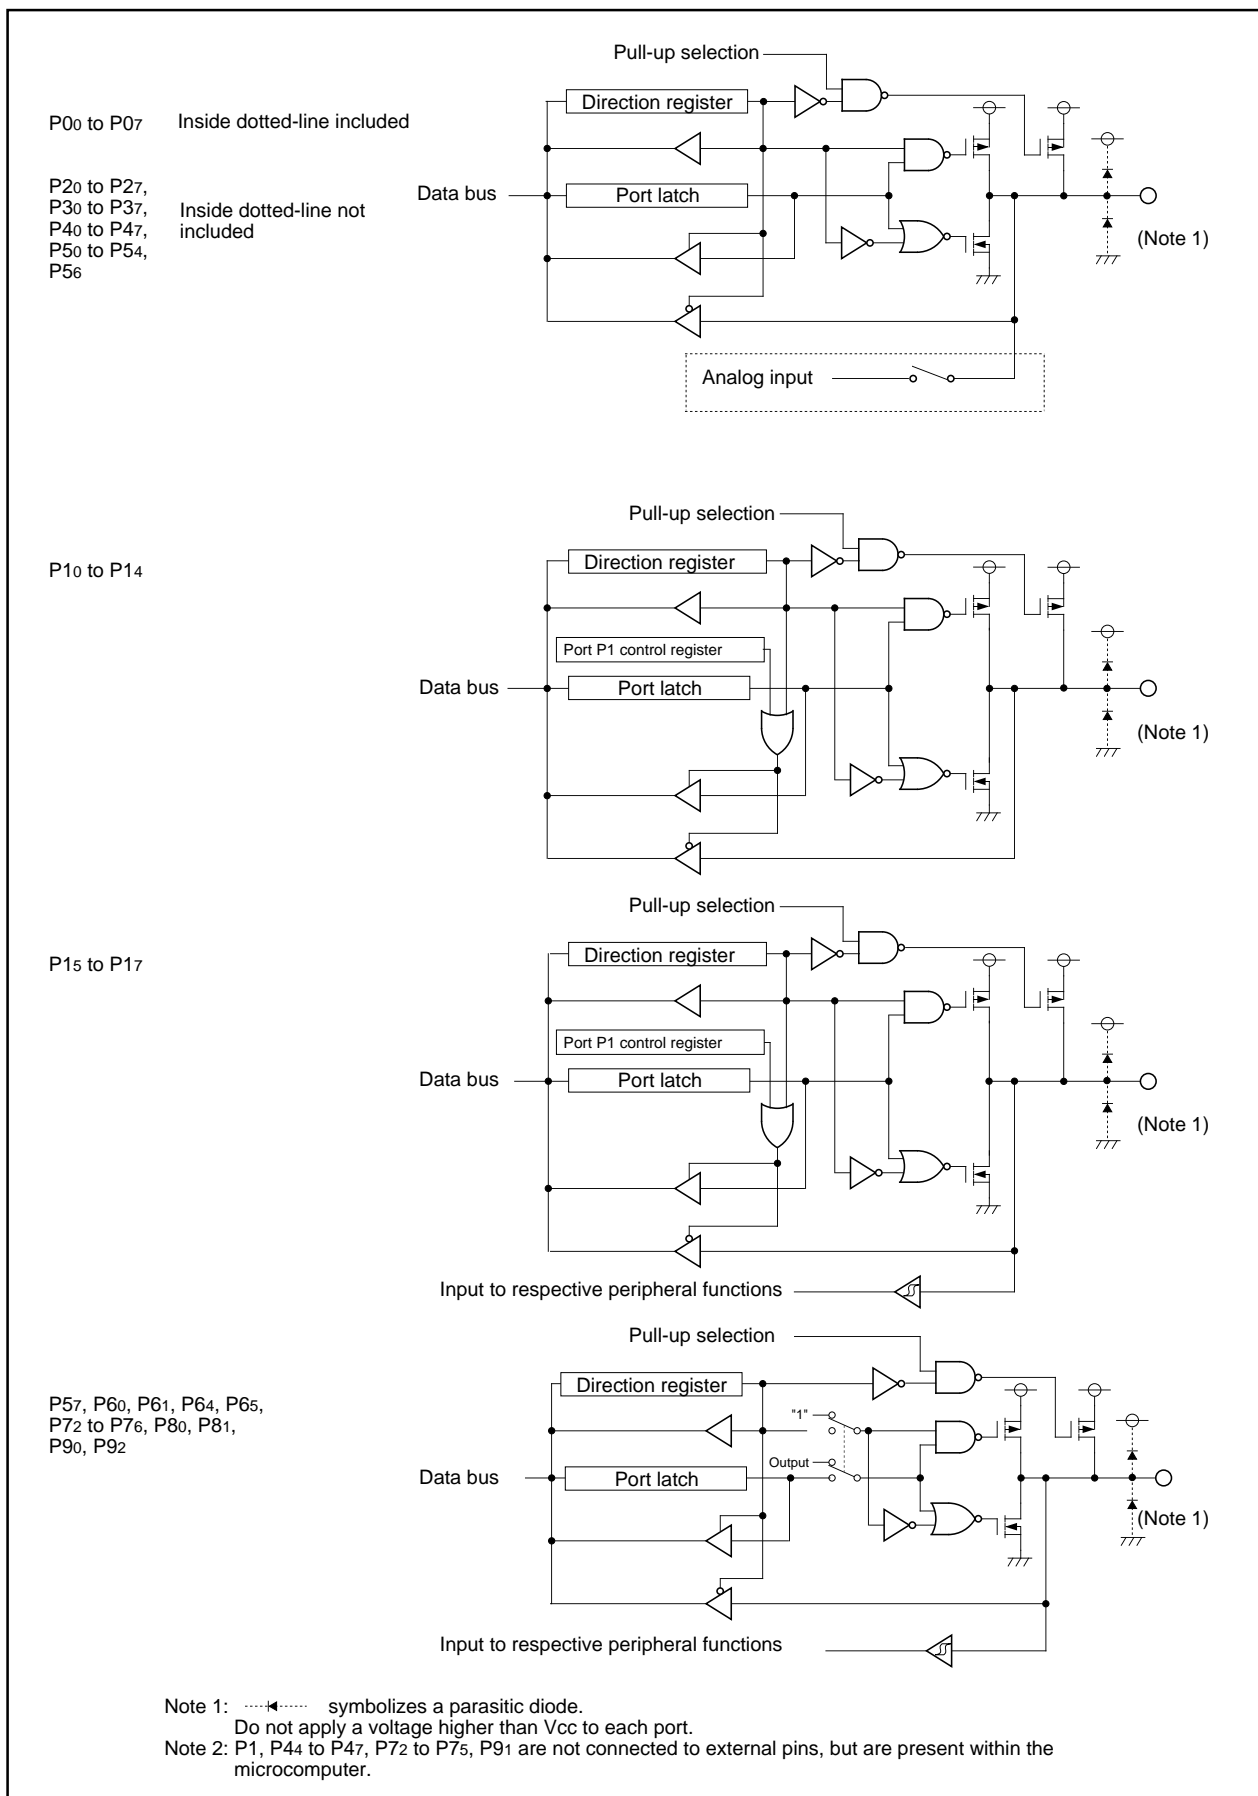 Pull-up selection
Direction register
P00 to P07 Inside dotted-line included
P20 to P27,
P30 to P37,
P40 to P47,
P50 to P54,
P56
Inside dotted-line not
included
Data bus
Port latch
(Note 1)
Analog input
Pull-up selection
P10 to P14
Direction register
Port P1 control register
Data bus
Port latch
(Note 1)
Pull-up selection
P15 to P17
Direction register
Port P1 control register
Data bus
Port latch
(Note 1)
Input to respective peripheral functions
Pull-up selection
P57, P60, P61, P64, P65,
P72 to P76, P80, P81,
P90, P92
Direction register
"1"
Output
Data bus
Port latch
(Note 1)
Input to respective peripheral functions
Note 1: symbolizes a parasitic diode.
Do not apply a voltage higher than Vcc to each port.
Note 2: P1, P44 to P47, P72 to P75, P91 are not connected to external pins, but are present within the
microcomputer.